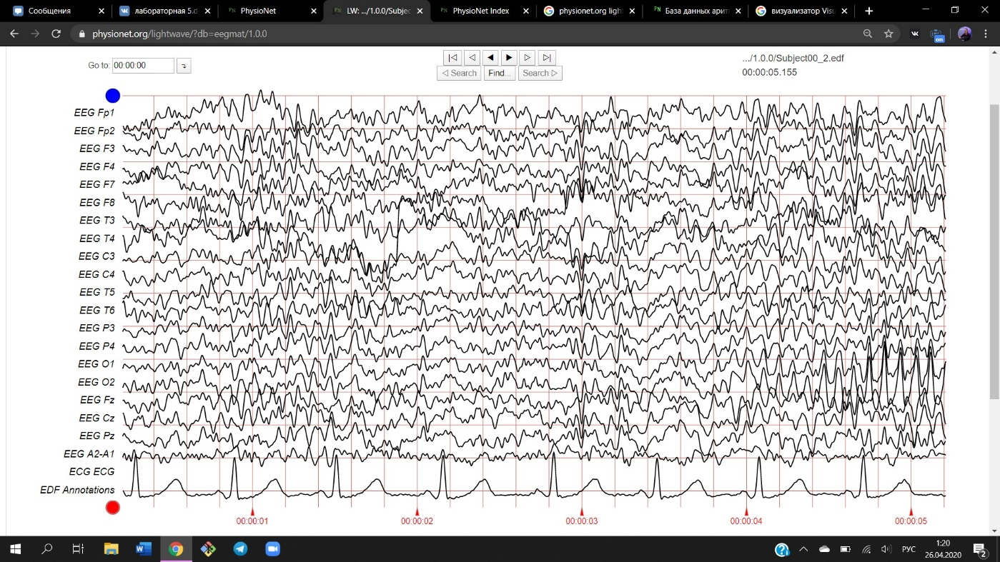 Сообщения
лабораторная 5.d
PhysioNet
LW: .../1.0.0/Subjec
PhysioNet Index
physionet.org light
База данных арит
визуализатор Visu
physionet.org/lightwave/?db=eegmat/1.0.0
on
Go to: 00:00:00
◁ Search Find... Search ▷
.../1.0.0/Subject00_2.edf
00:00:05.155
EEG Fp1
EEG Fp2
EEG F3
EEG F4
EEG F7
EEG F8
EEG T3
EEG T4
EEG C3
EEG C4
EEG T5
EEG T6
EEG P3
EEG P4
EEG O1
EEG O2
EEG Fz
EEG Cz
EEG Pz
EEG A2-A1
ECG ECG
EDF Annotations
00:00:01 00:00:02 00:00:03 00:00:04 00:00:05
РУС
1:20
26.04.2020
2